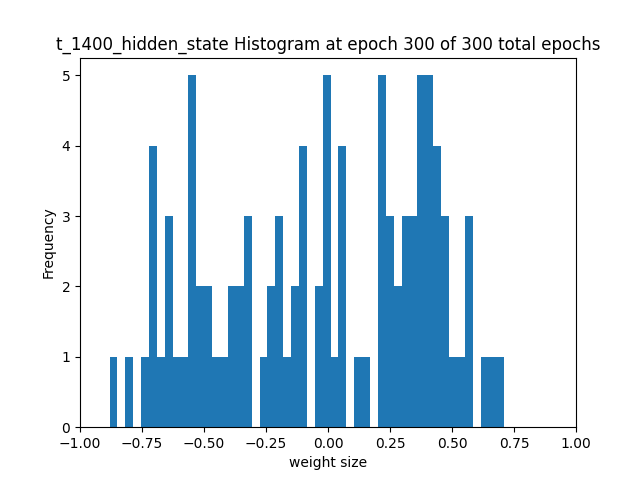 t_1400_hidden_state Histogram at epoch 300 of 300 total epochs
5
4
3
2
1
0
Frequency
−1.00 −0.75 −0.50 −0.25 0.00 0.25 0.50 0.75 1.00
weight size